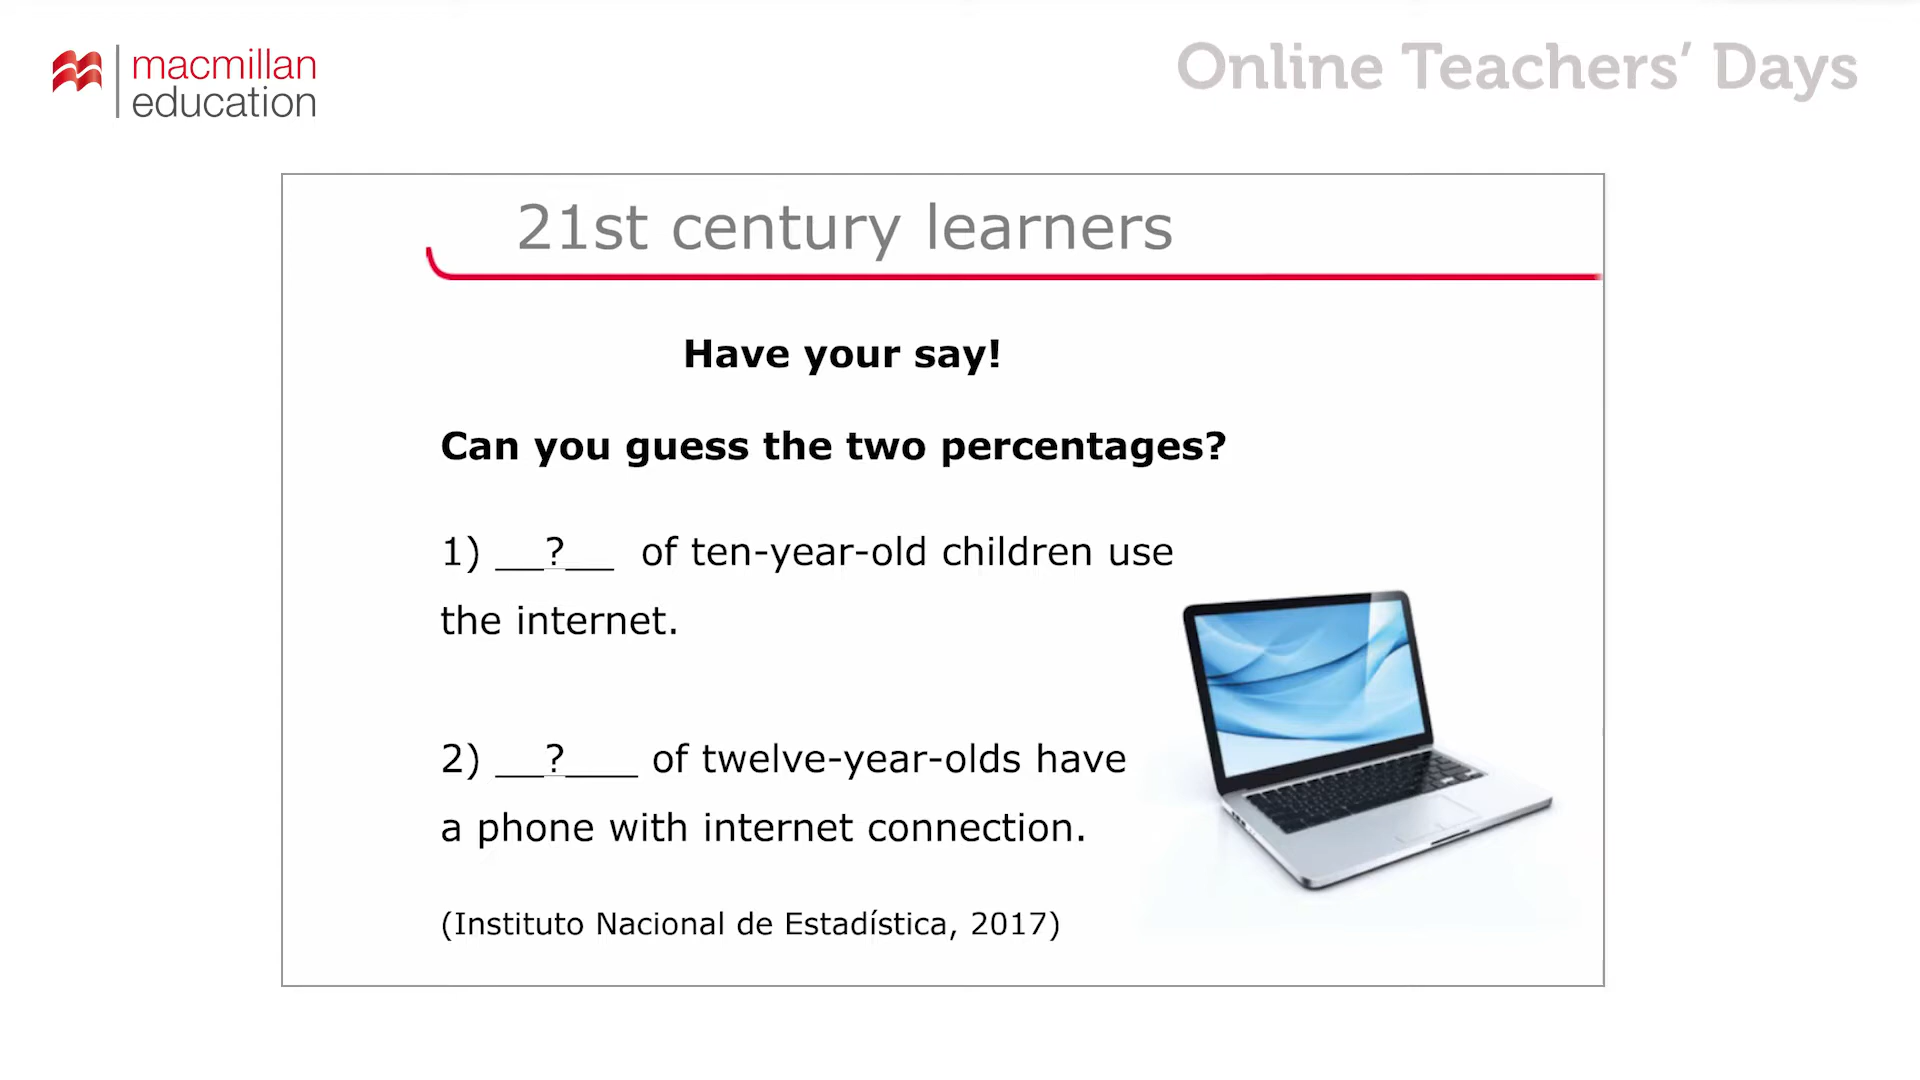 macmillan
education
Online Teachers’ Days
21st century learners
Have your say!
Can you guess the two percentages?
1) __?__ of ten-year-old children use
the internet.
2) __?___ of twelve-year-olds have
a phone with internet connection.
(Instituto Nacional de Estadística, 2017)